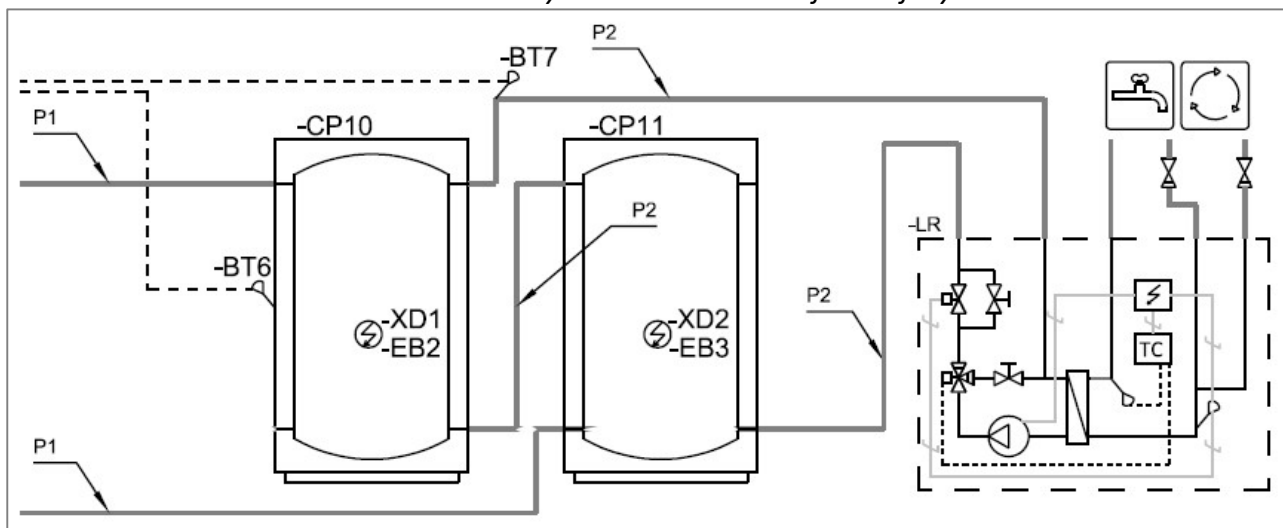 P2
-BT7
P1
-CP10
-CP11
P2
-LR
-BT6
P2
-XD1
-EB2
-XD2
-EB3
TC
P1